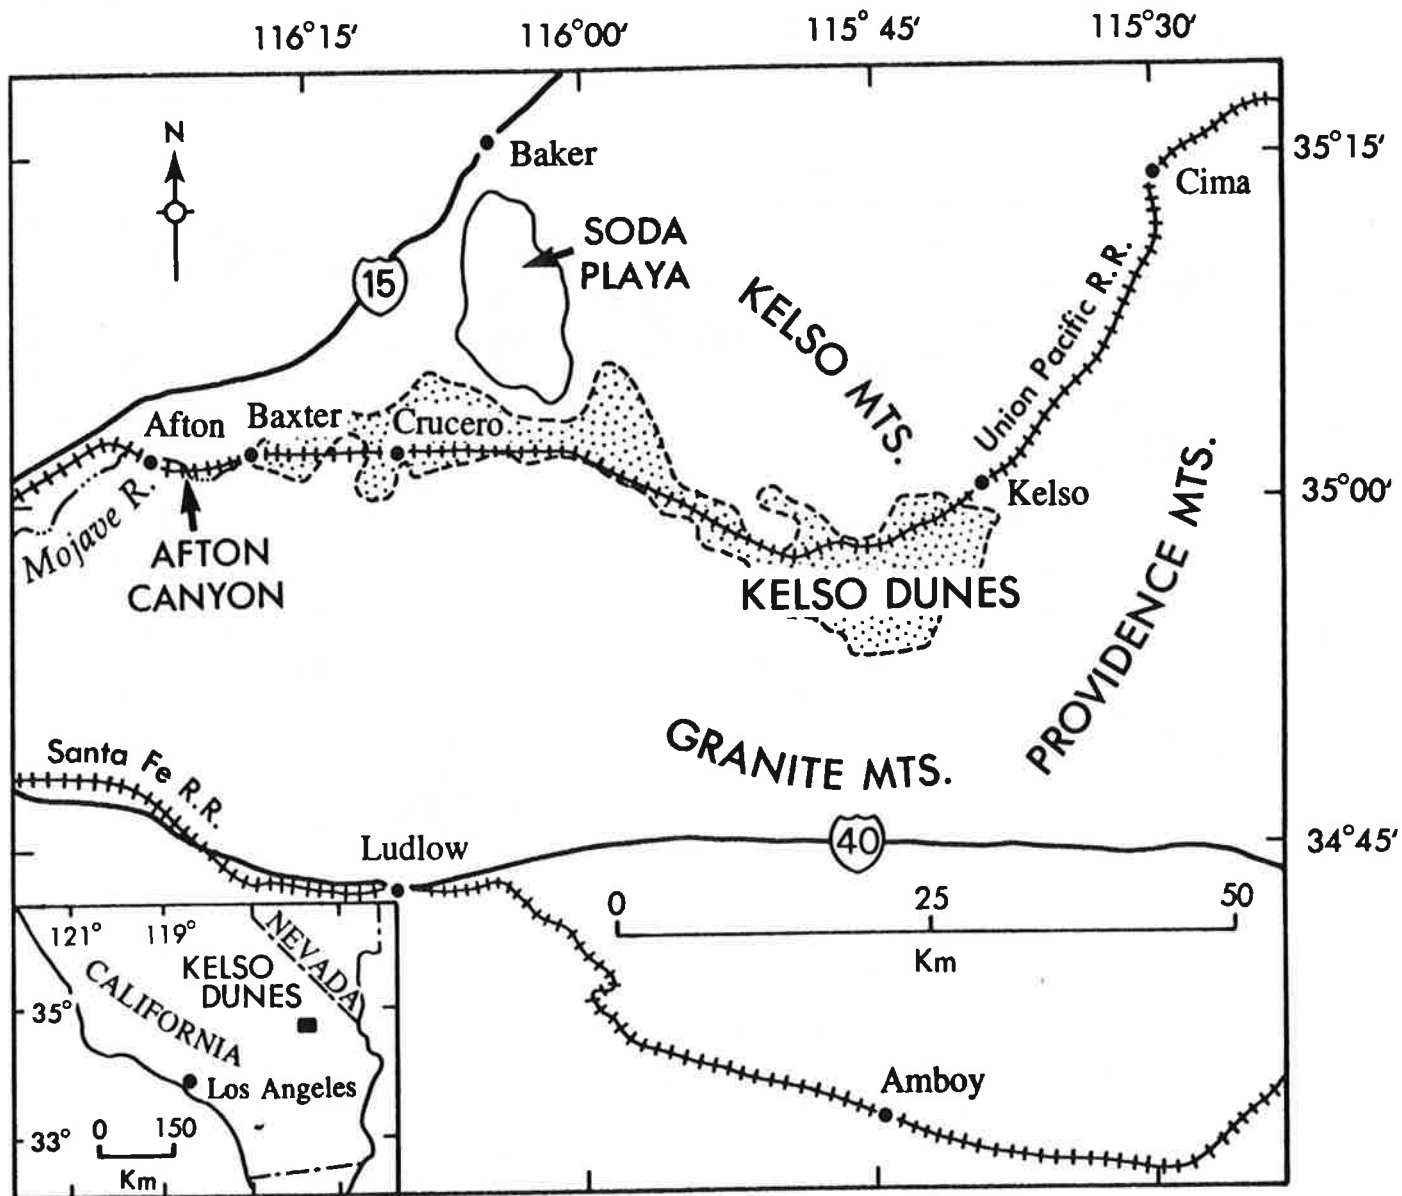 116°15' 116°00' 115°45' 115°30'
N
Baker
35°15'
Cima
SODA
PLAYA
15
KELSO MTS.
Union Pacific R.R.
Afton
Baxter
Crucero
Kelso
35°00'
Mojave R.
AFTON
CANYON
KELSO DUNES
PROVIDENCE MTS.
GRANITE MTS.
Santa Fe R.R.
Ludlow
40
34°45'
0 25 50
Km
121° 119°
NEVADA
KELSO
DUNES
CALIFORNIA
35°
Los Angeles
33°
0 150
Km
Amboy